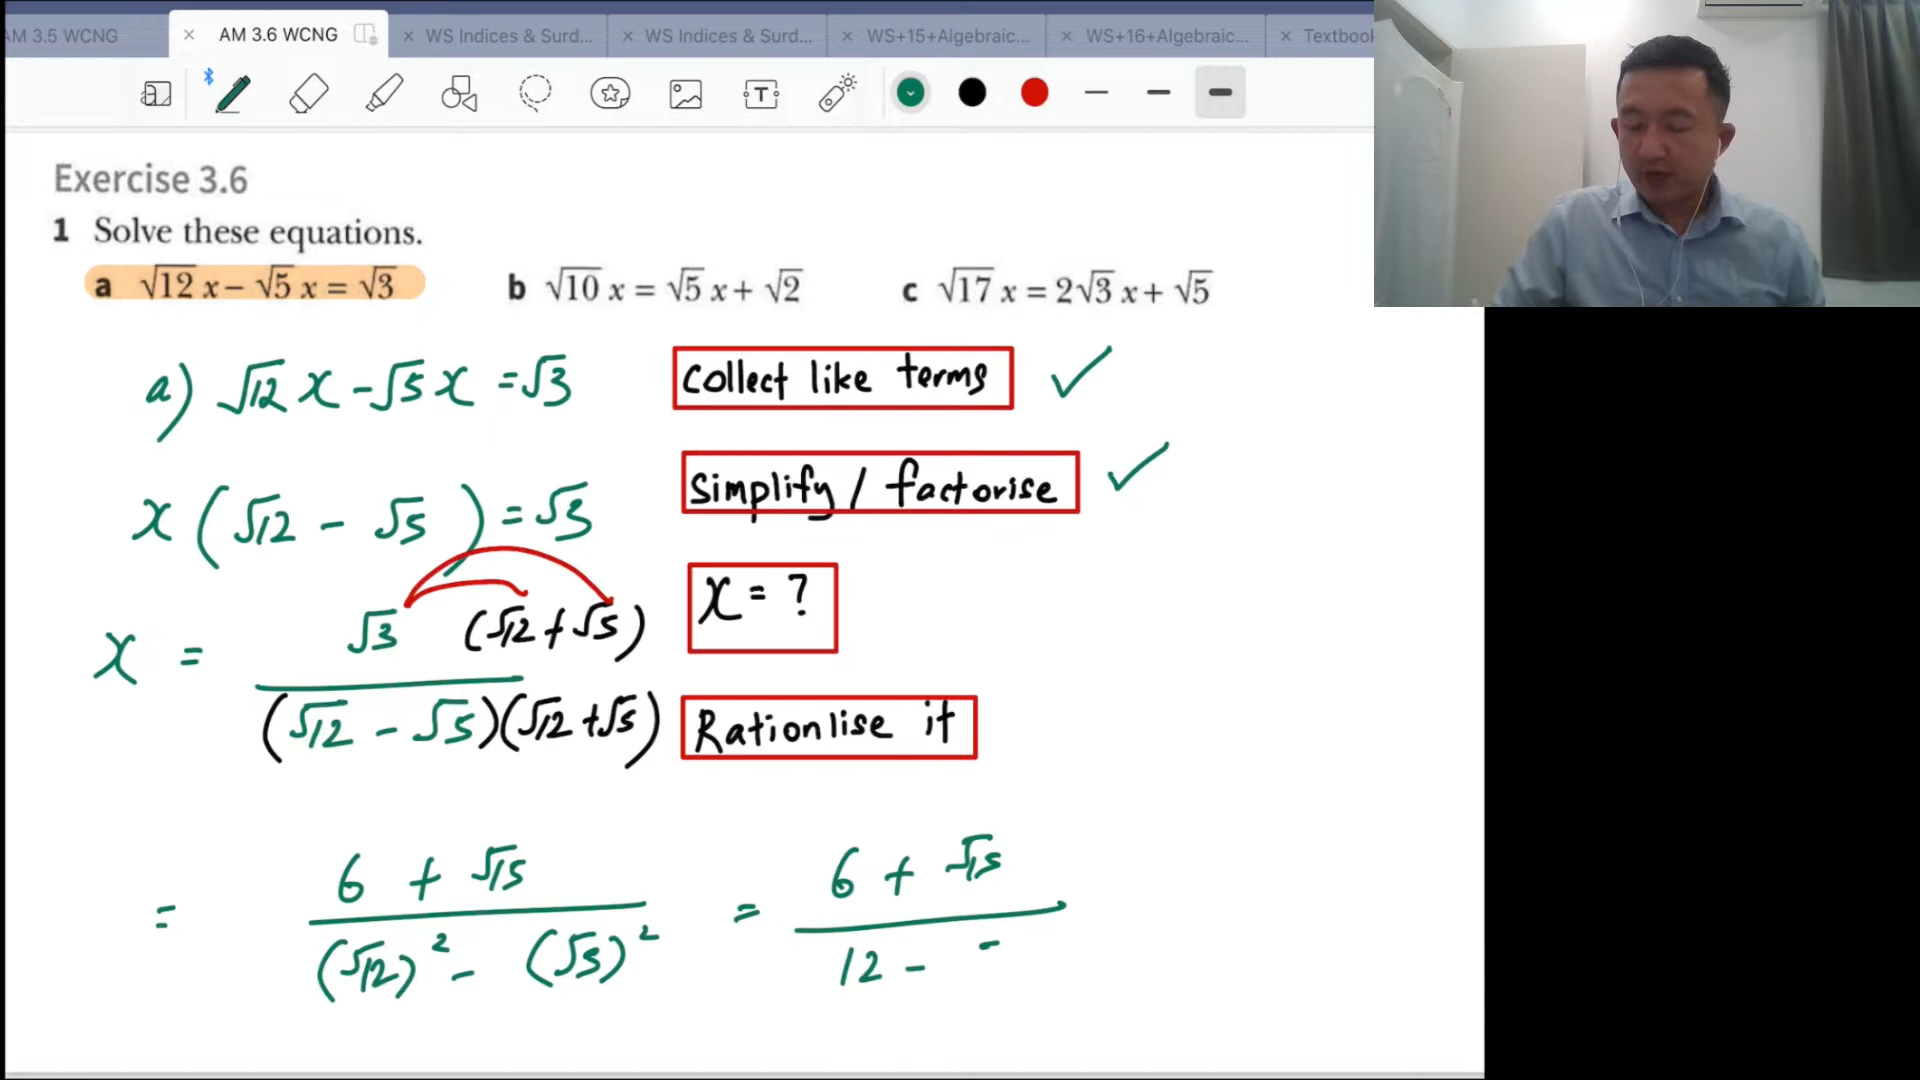 AM 3.5 WCNG × AM 3.6 WCNG × WS Indices & Surd... × WS Indices & Surd... × WS+15+Algebraic... × WS+16+Algebraic... × Textboo
Exercise 3.6
1 Solve these equations.
a √12 x − √5 x = √3 b √10 x = √5 x + √2 c √17 x = 2√3 x + √5
a) √12 x − √5 x = √3 Collect like terms ✓
x (√12 − √5) = √3 Simplify / factorise ✓
x = √3 (√12 + √5) / (√12 − √5)(√12 + √5) x = ?
Rationlise it
= 6 + √15 / (√12)² − (√5)² = 6 + √15 / 12 −